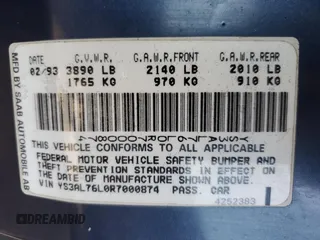 MFD BY SAAB AUTOMOBILE AB
DATE G.V.W.R. G.A.W.R.FRONT G.A.W.R.REAR
02/93 3890 LB 2140 LB 2010 LB
1765 KG 970 KG 910 KG
YS3AL76L0R7000874
THIS VEHICLE CONFORMS TO ALL APPLICABLE
FEDERAL MOTOR VEHICLE SAFETY BUMPER AND
THEFT PREVENTION STANDARDS IN EFFECT ON
THE DATE OF MANUFACTURE SHOWN ABOVE.
VIN YS3AL76L0R7000874 PASS. CAR
4252383
DREAMBID